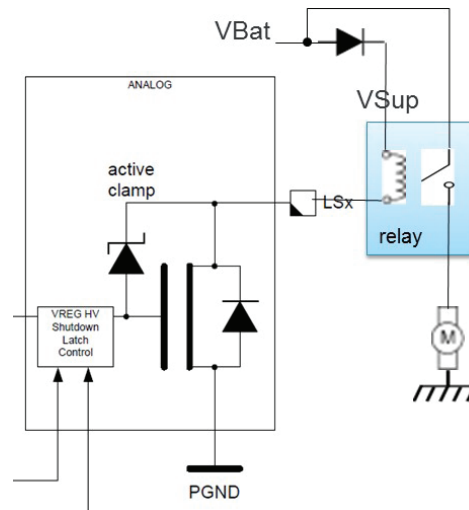 VBat
ANALOG
VSup
active
clamp
LSx
relay
VREG HV
Shutdown
Latch
Control
M
PGND